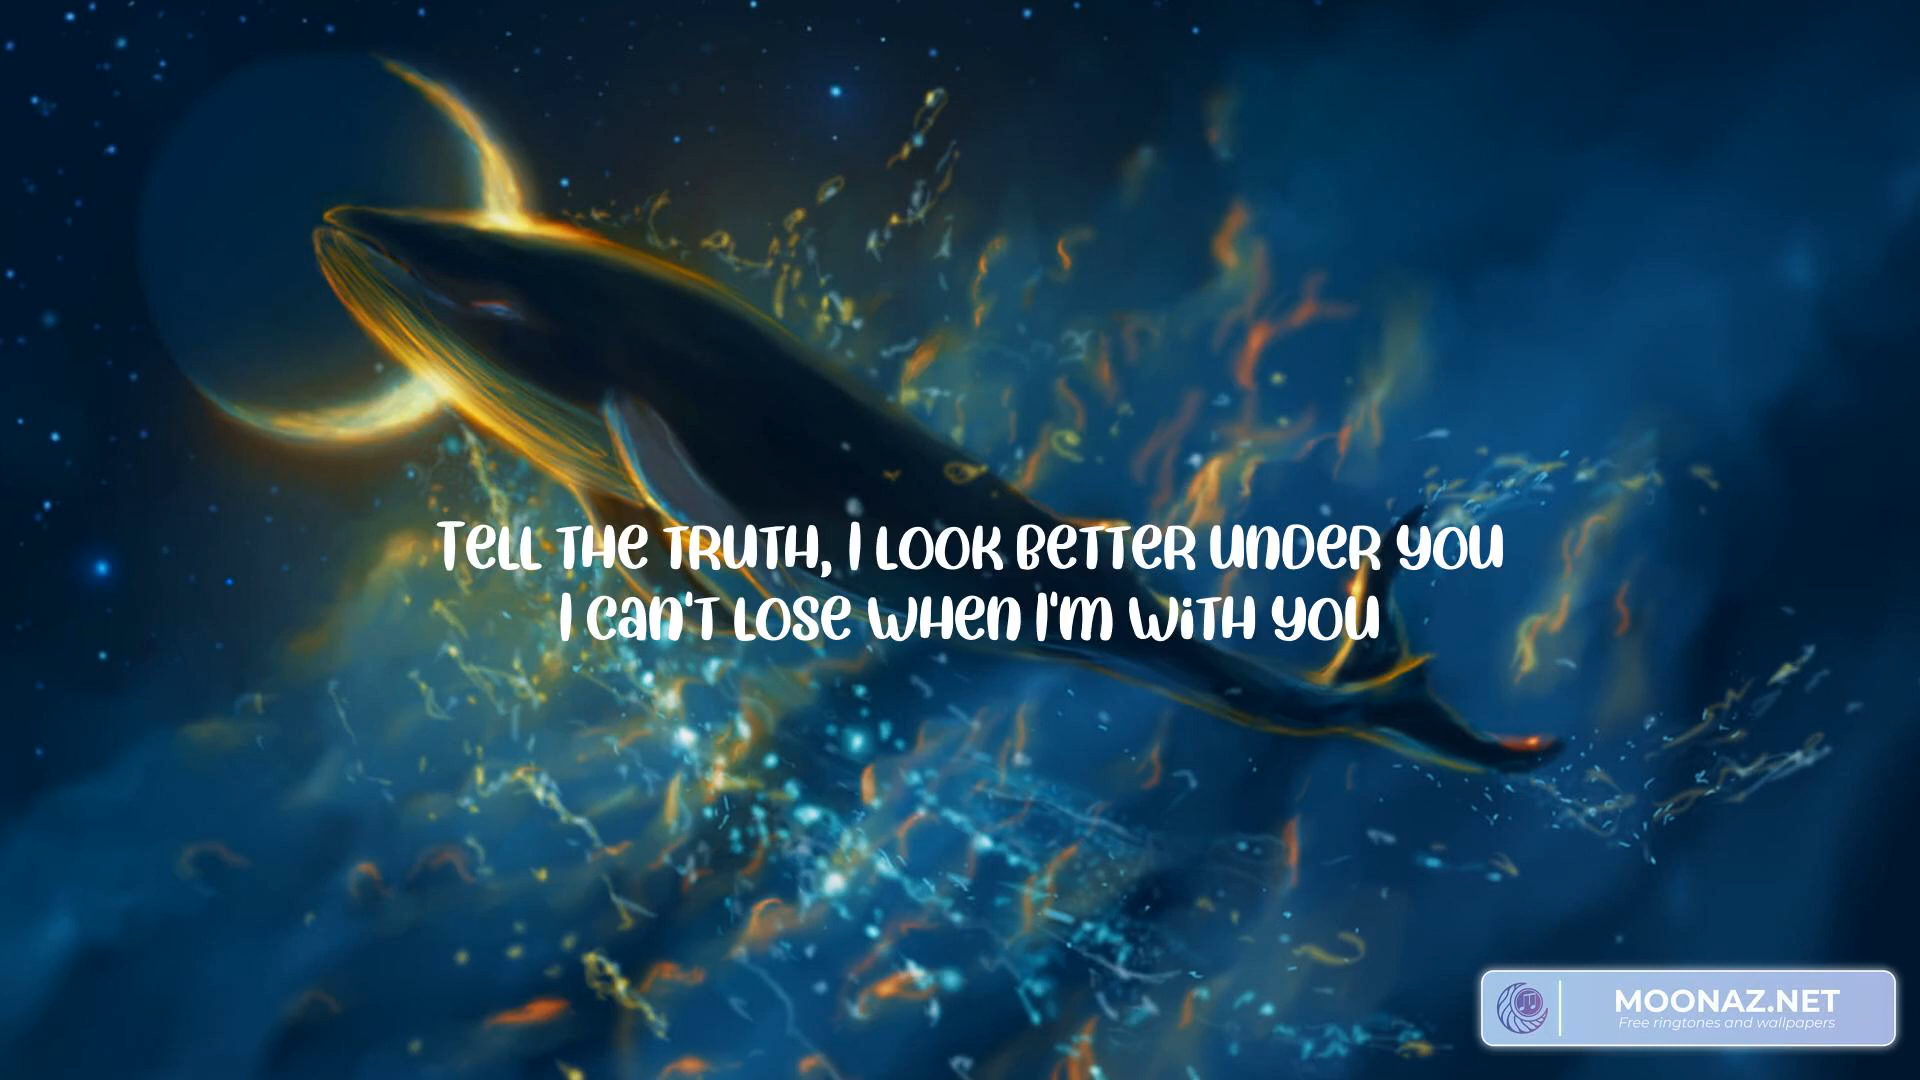 Tell the truth, I look better under you
I can't lose when I'm with you
MOONAZ.NET
Free ringtones and wallpapers